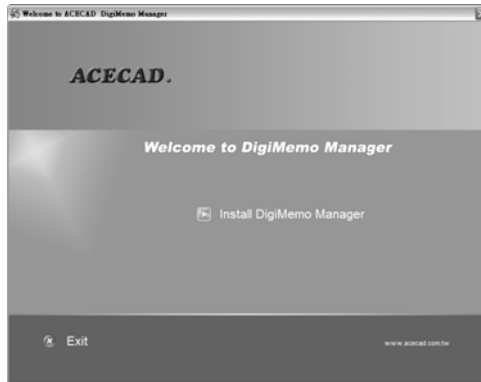 Welcome to ACECAD DigiMemo Manager
ACECAD.
Welcome to DigiMemo Manager
Install DigiMemo Manager
Exit
www.acecad.com.tw